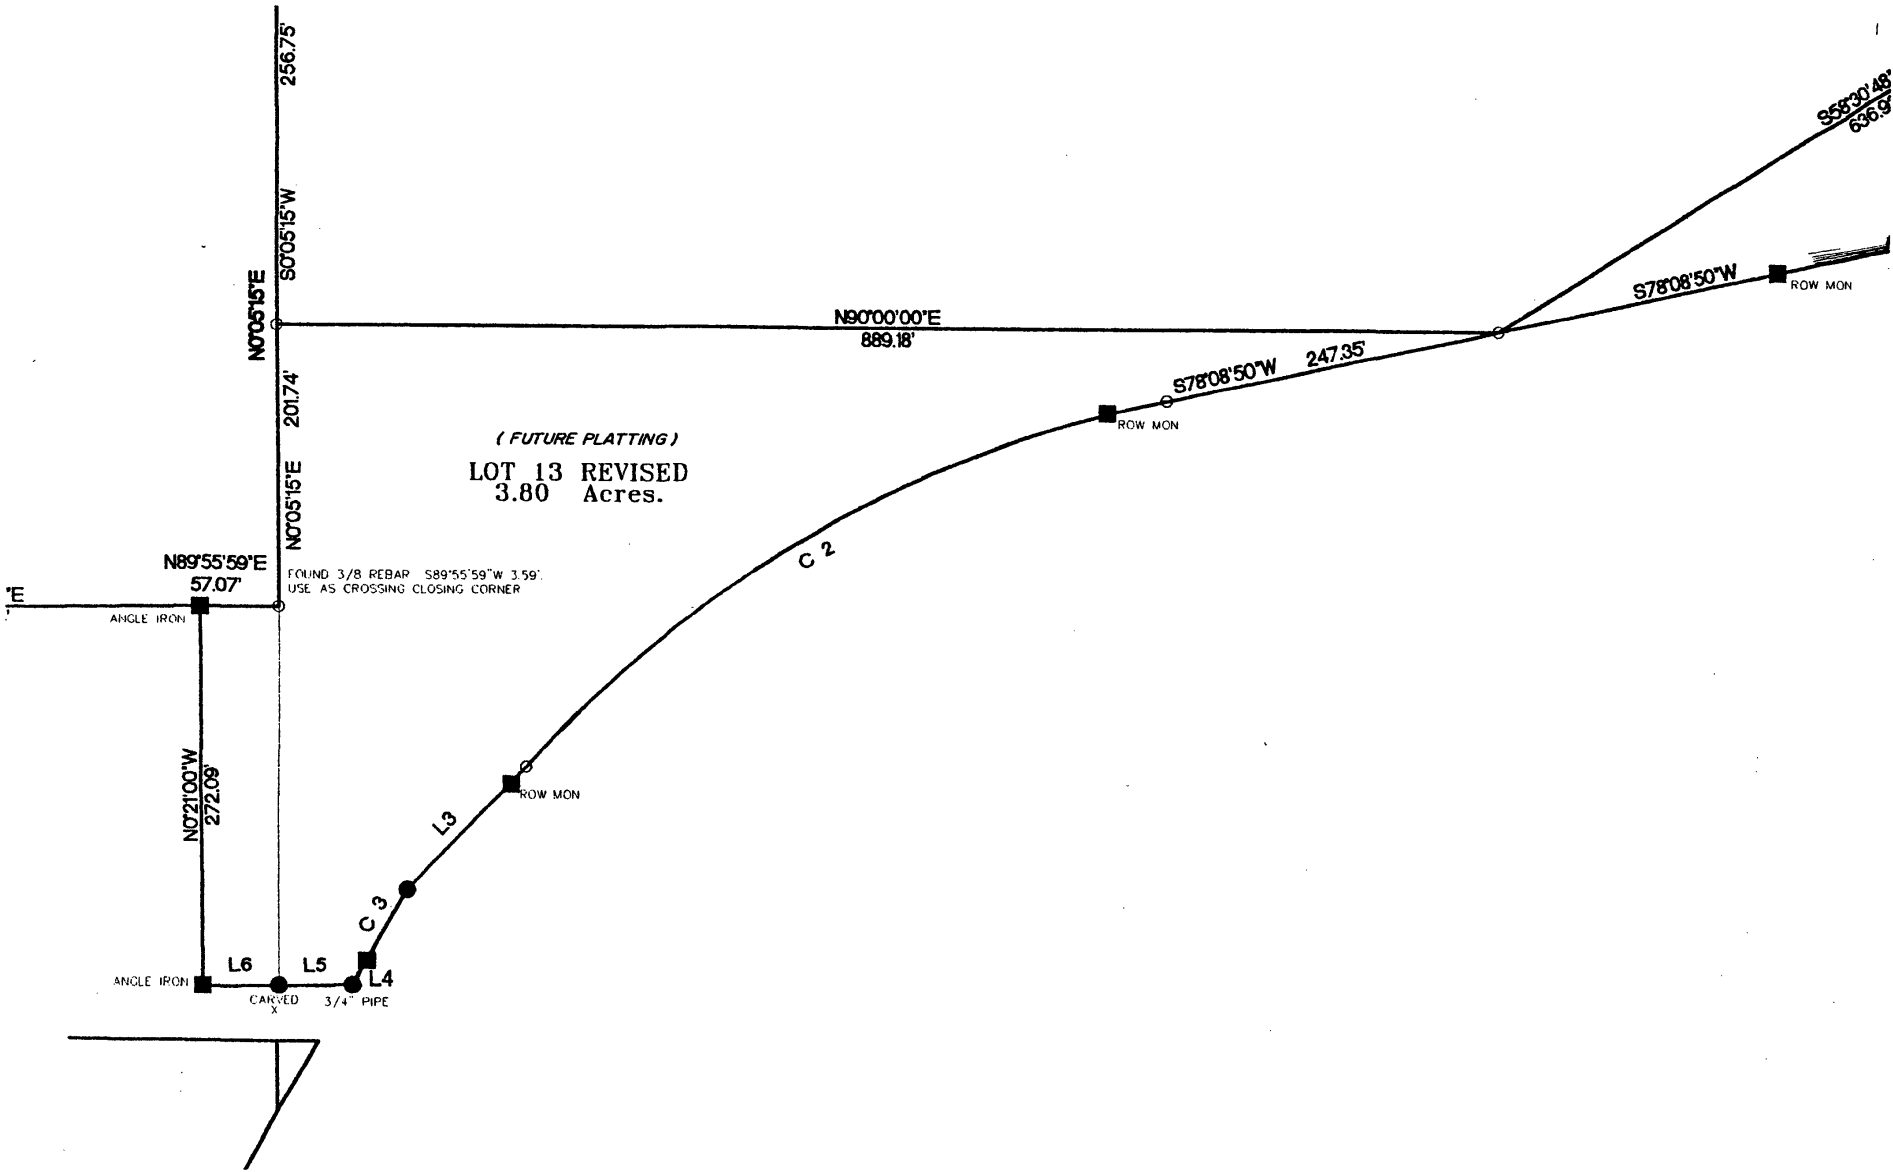 256.75'
S0°05'15"W
N0°05'15"E
S58°30'48"
636.9
S78°08'50"W
ROW MON
N90°00'00"E
889.18'
S78°08'50"W 247.35'
ROW MON
201.74'
N0°05'15"E
( FUTURE PLATTING )
LOT 13 REVISED
3.80 Acres.
C 2
N89°55'59"E
57.07'
FOUND 3/8 REBAR S89°55'59"W 3.59'.
USE AS CROSSING CLOSING CORNER
"E
'
ANGLE IRON
N0°21'00"W
272.09'
ROW MON
L3
C 3
L6
L5
L4
ANGLE IRON
CARVED
X
3/4" PIPE